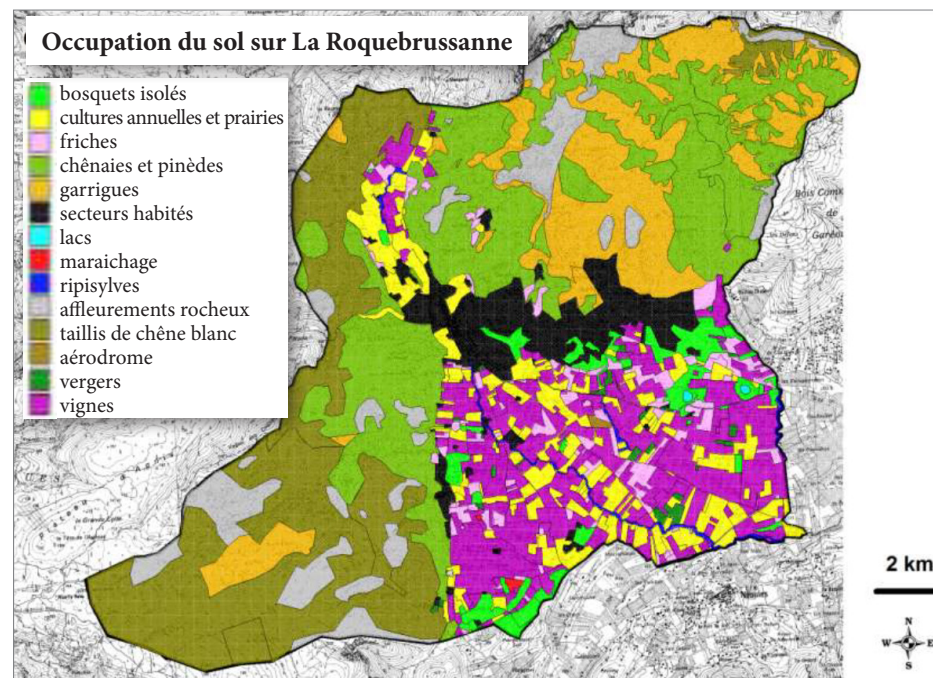 Occupation du sol sur La Roquebrussanne
bosquets isolés
cultures annuelles et prairies
friches
chênaies et pinèdes
garrigues
secteurs habités
lacs
maraichage
ripisylves
affleurements rocheux
taillis de chêne blanc
aérodrome
vergers
vignes
2 km
N
W E
S